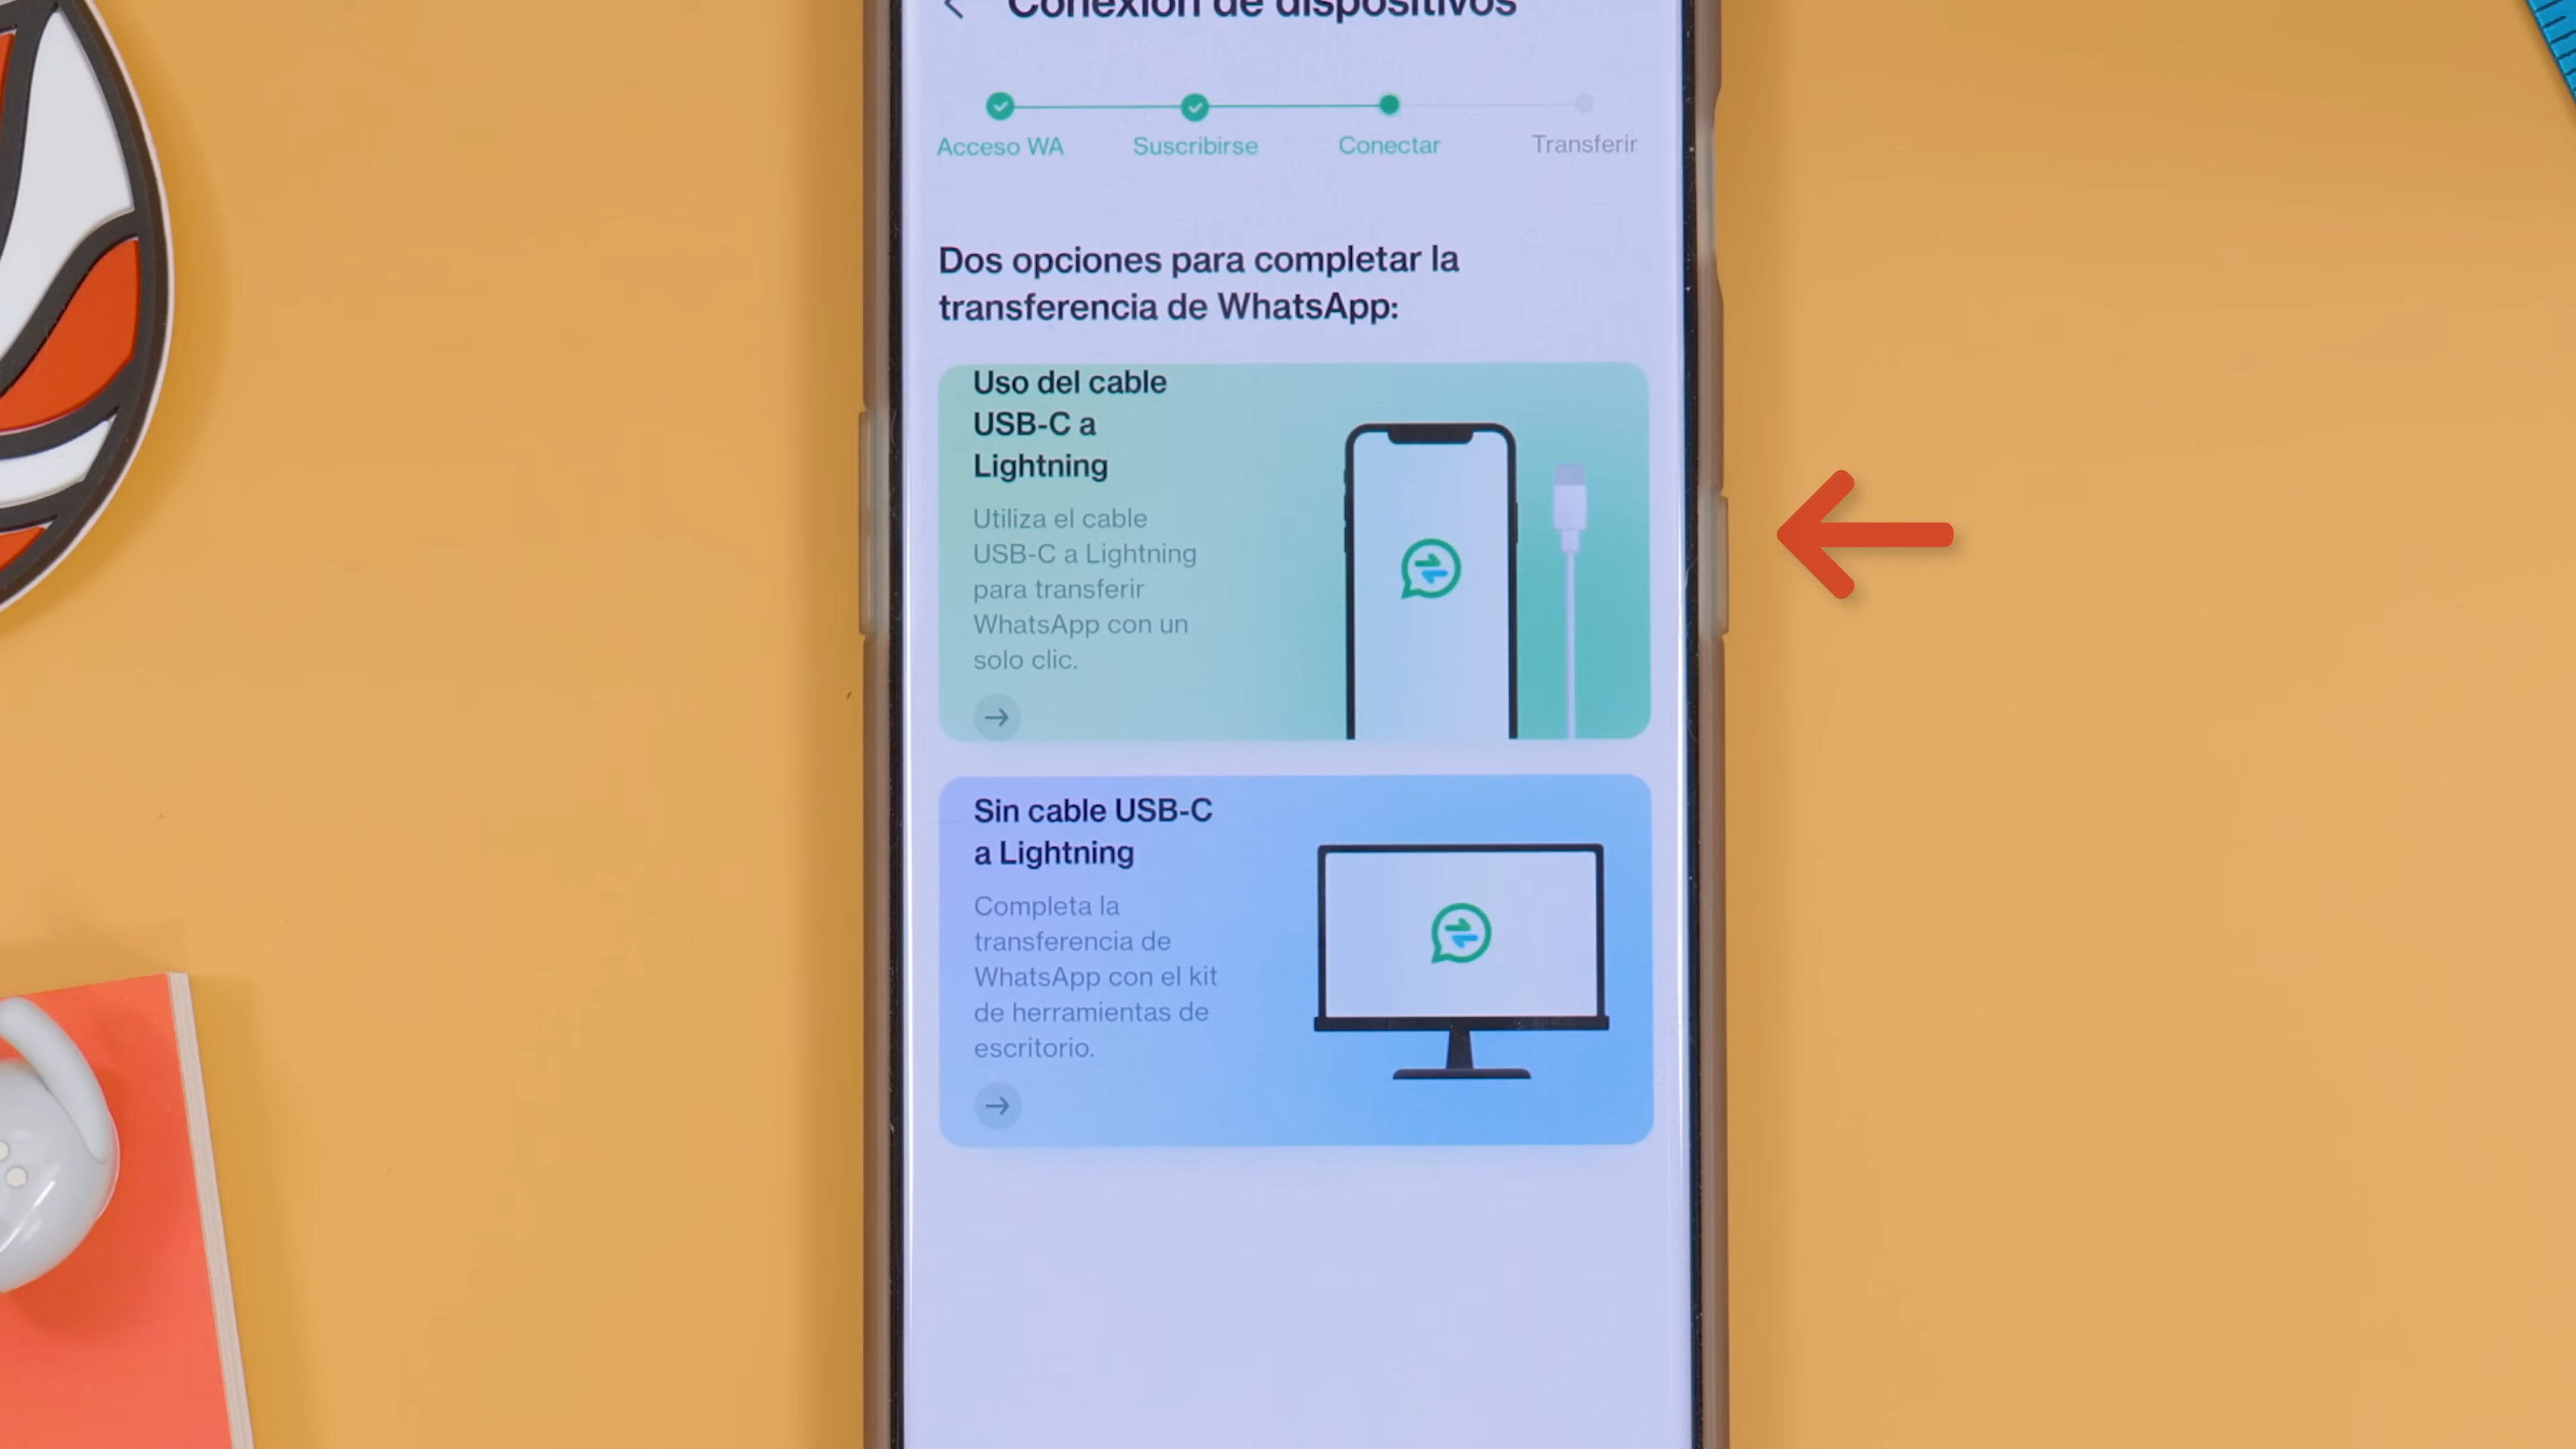 Conexión de dispositivos
Acceso WA
Suscribirse
Conectar
Transferir
Dos opciones para completar la
transferencia de WhatsApp:
Uso del cable
USB-C a
Lightning
Utiliza el cable
USB-C a Lightning
para transferir
WhatsApp con un
solo clic.
Sin cable USB-C
a Lightning
Completa la
transferencia de
WhatsApp con el kit
de herramientas de
escritorio.